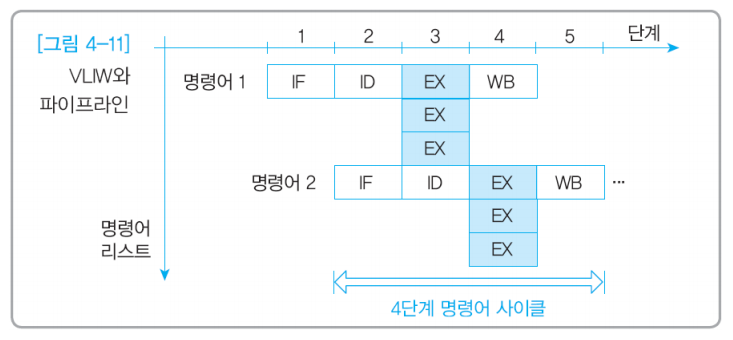 [그림 4-11]
VLIW와
파이프라인
1 2 3 4 5 단계
명령어 1 IF ID EX WB
EX
EX
명령어 2 IF ID EX WB ···
EX
EX
명령어
리스트
4단계 명령어 사이클